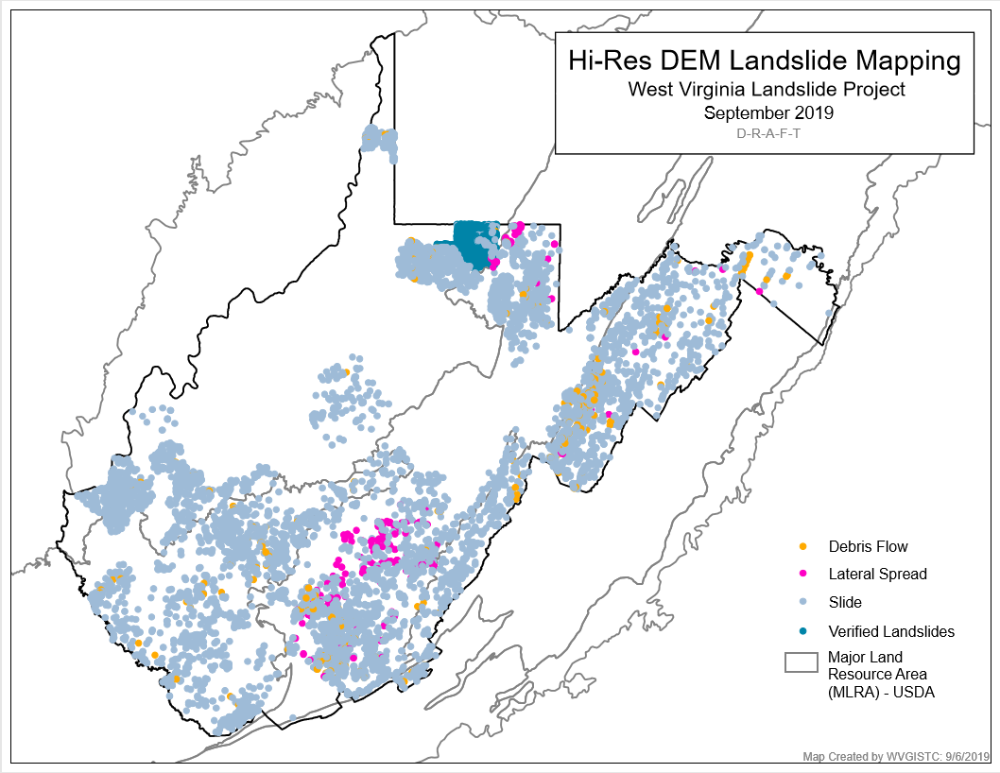 Hi-Res DEM Landslide Mapping
West Virginia Landslide Project
September 2019
D-R-A-F-T
Debris Flow
Lateral Spread
Slide
Verified Landslides
Major Land
Resource Area
(MLRA) - USDA
Map Created by WVGISTC: 9/6/2019